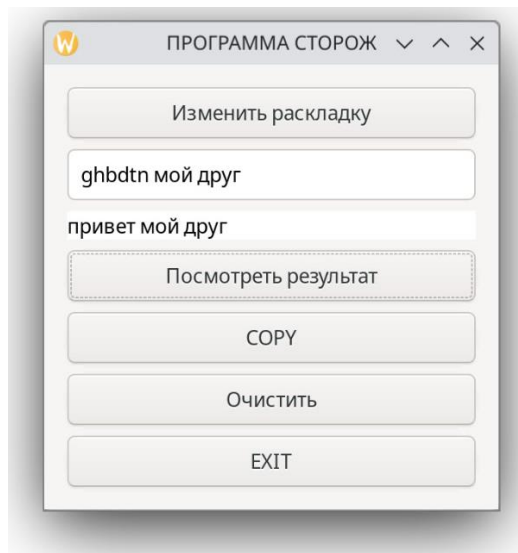 ПРОГРАММА СТОРОЖ
Изменить раскладку
ghbdtn мой друг
привет мой друг
Посмотреть результат
COPY
Очистить
EXIT